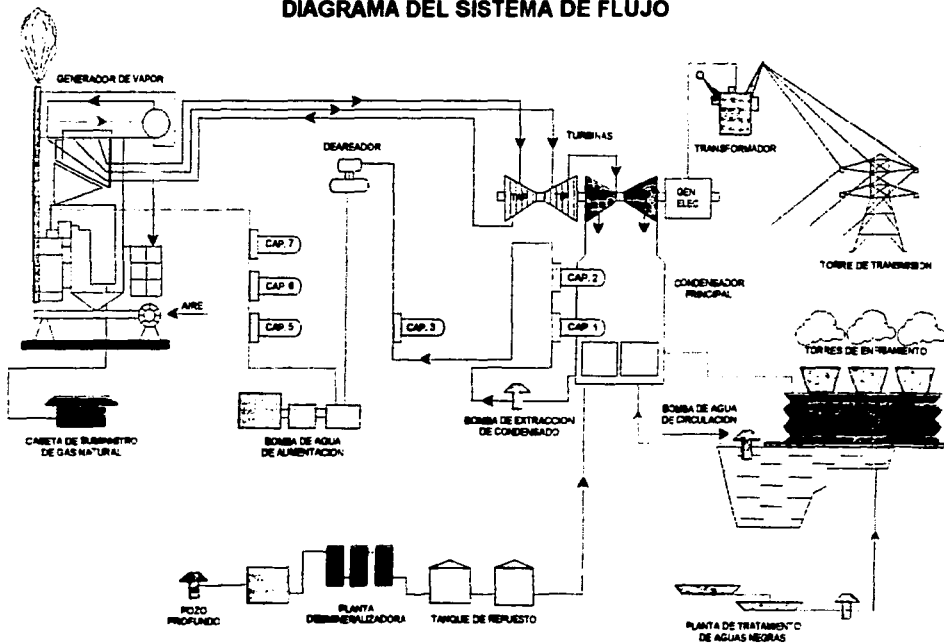 DIAGRAMA DEL SISTEMA DE FLUJO
GENERADOR DE VAPOR
TURBINAS
DEAREADOR
TRANSFORMADOR
GEN
ELEC
TORRE DE TRANSMISION
CAP. 7
CAP. 6
CAP. 5
CAP. 3
CAP. 2
CAP. 1
CONDENSADOR
PRINCIPAL
AIRE
TORRES DE ENFRIAMIENTO
CASETA DE SUMINISTRO
DE GAS NATURAL
BOMBA DE AGUA
DE ALIMENTACION
BOMBA DE EXTRACCION
DE CONDENSADO
BOMBA DE AGUA
DE CIRCULACION
POZO
PROFUNDO
PLANTA
DESMINERALIZADORA
TANQUE DE REPUESTO
PLANTA DE TRATAMIENTO
DE AGUAS NEGRAS